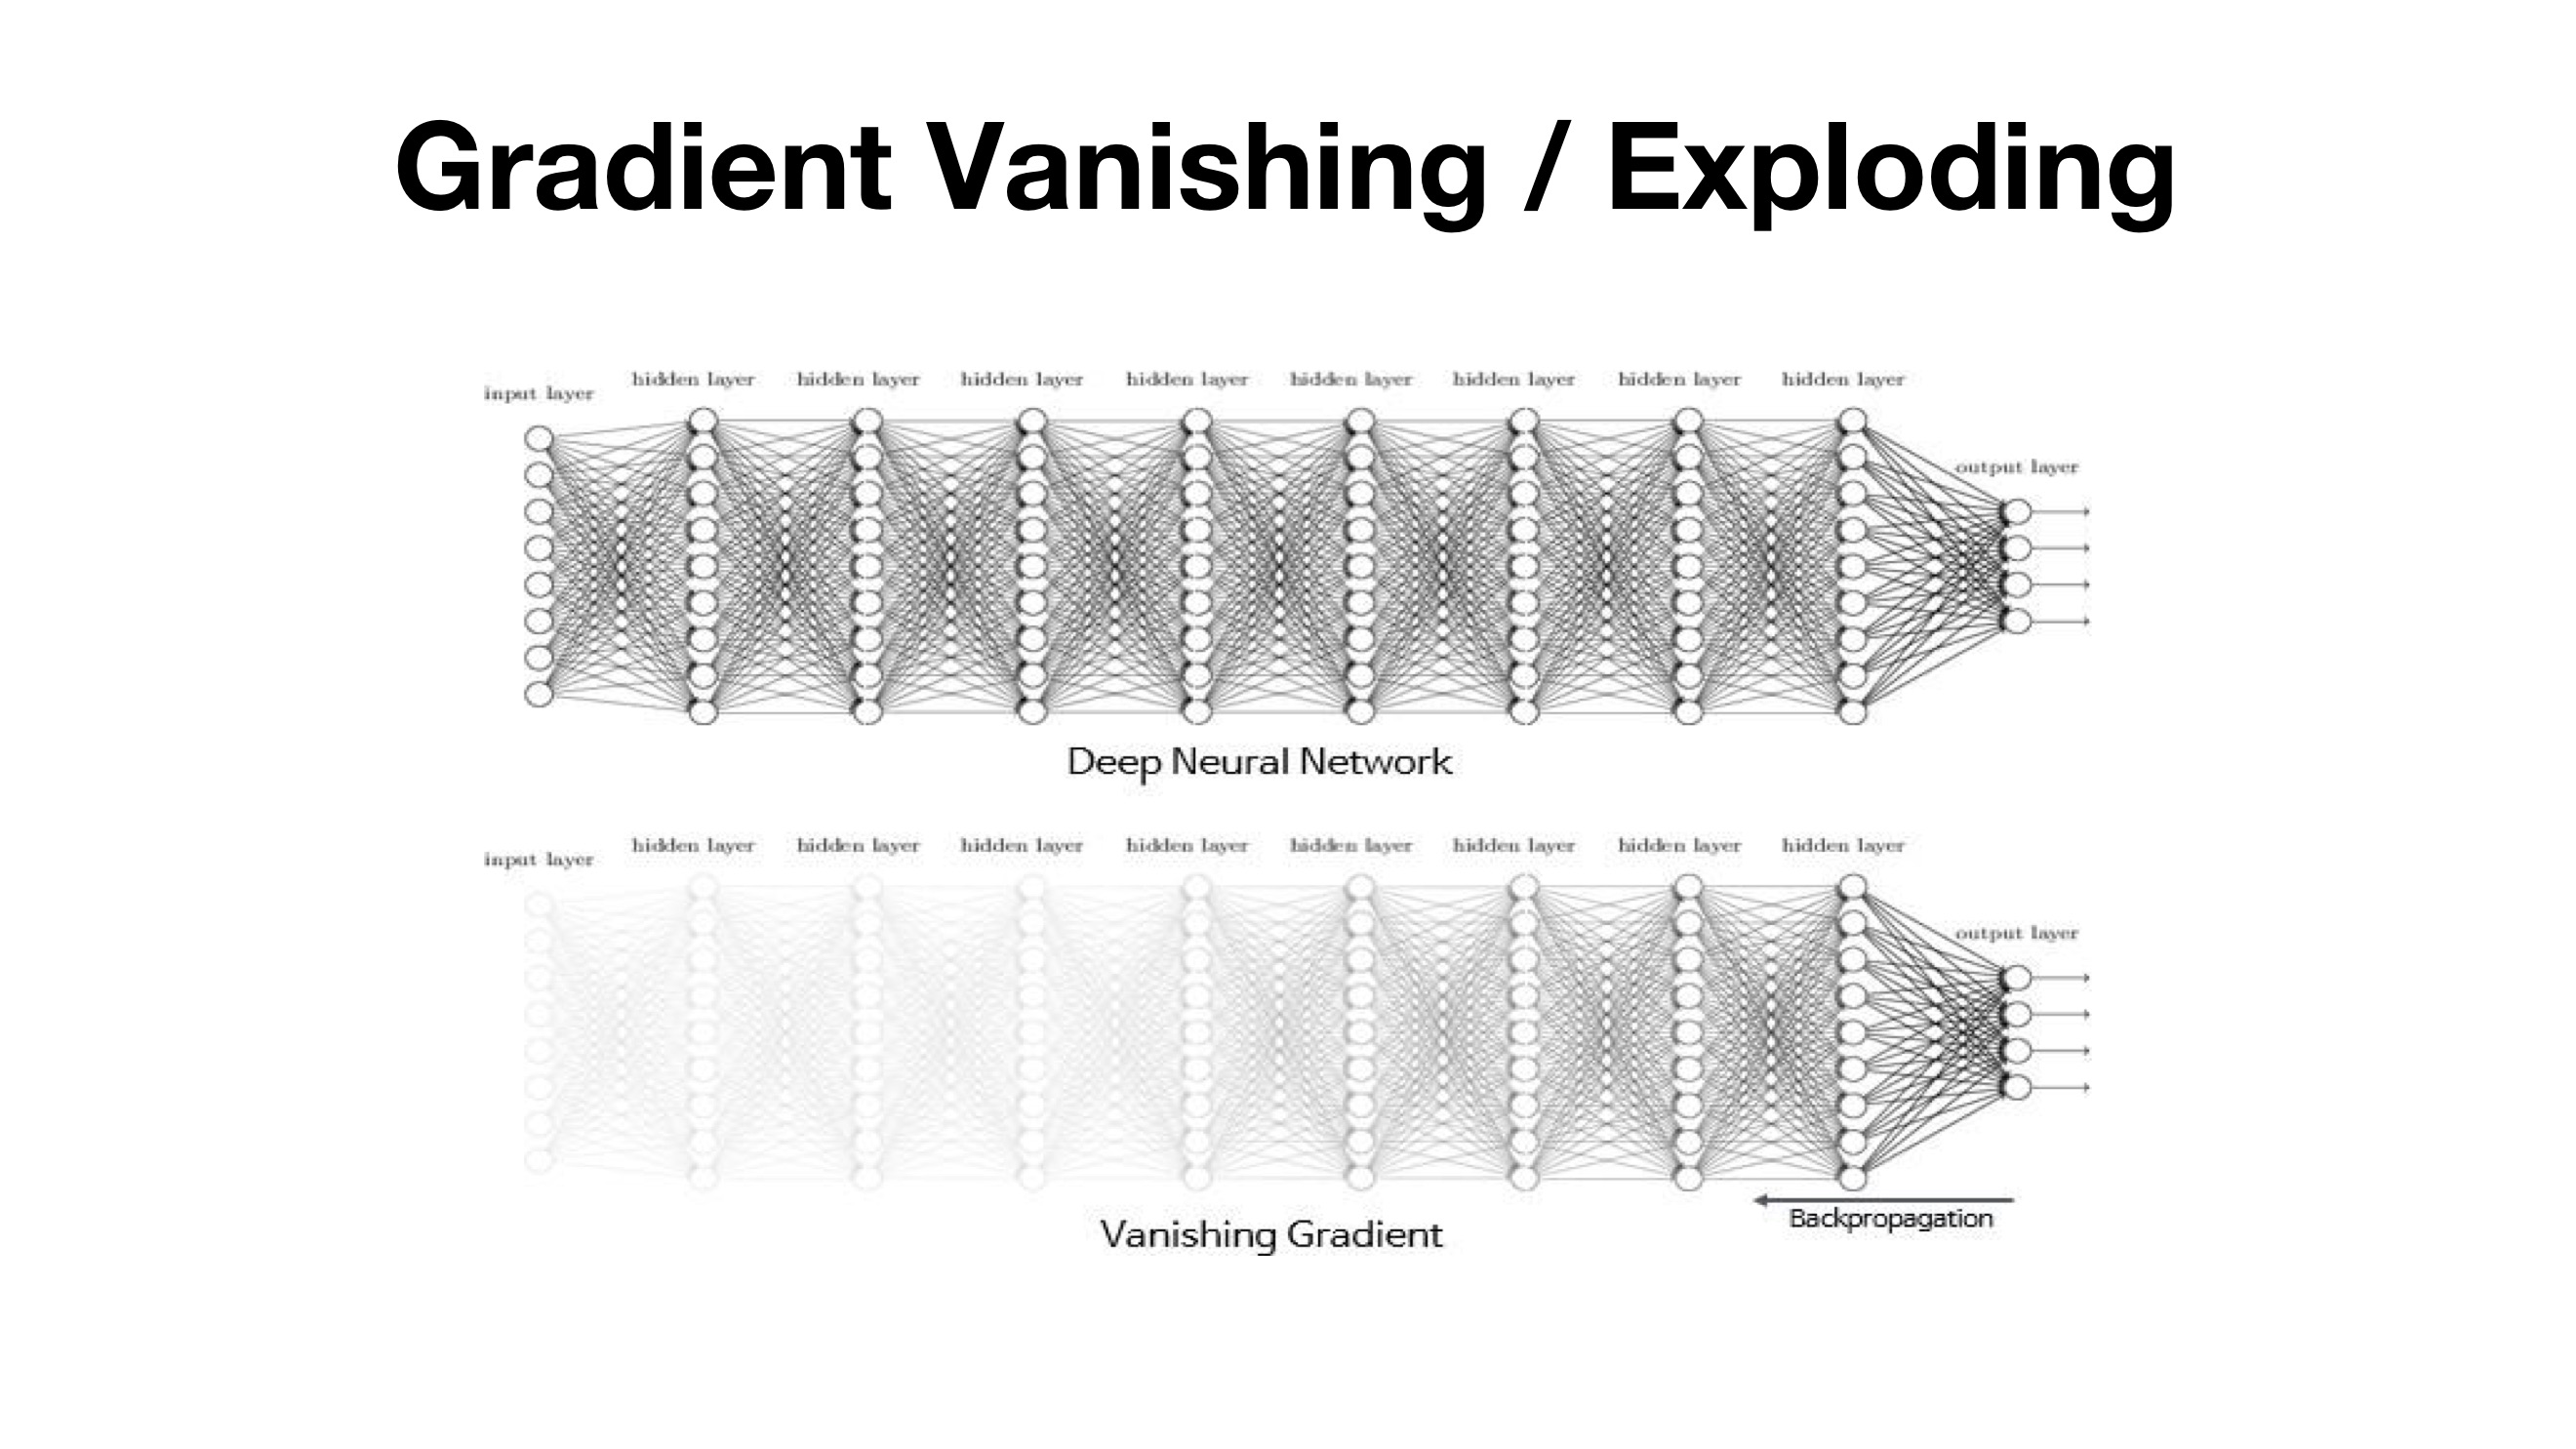 Gradient Vanishing / Exploding
input layer hidden layer hidden layer hidden layer hidden layer hidden layer hidden layer hidden layer hidden layer
output layer
Deep Neural Network
input layer hidden layer hidden layer hidden layer hidden layer hidden layer hidden layer hidden layer hidden layer
output layer
Backpropagation
Vanishing Gradient